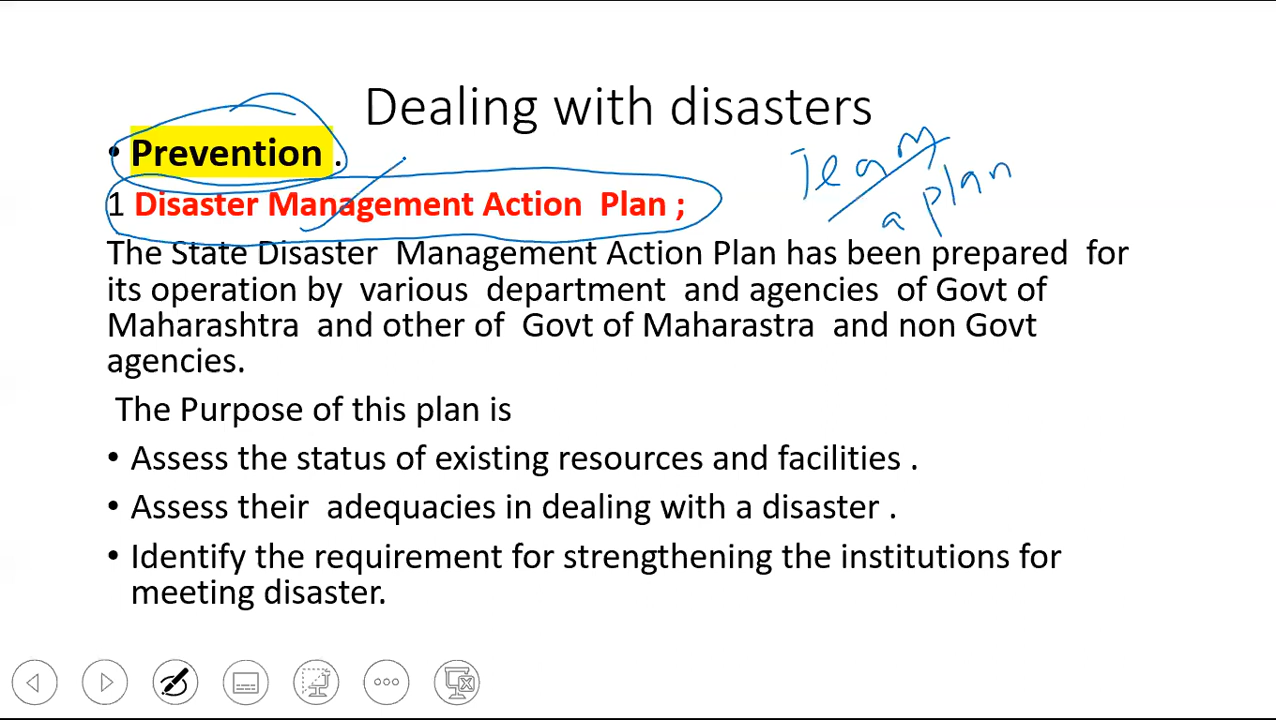 Dealing with disasters
• Prevention .
Team
a plan
1 Disaster Management Action Plan ;
The State Disaster Management Action Plan has been prepared for
its operation by various department and agencies of Govt of
Maharashtra and other of Govt of Maharastra and non Govt
agencies.
The Purpose of this plan is
• Assess the status of existing resources and facilities .
• Assess their adequacies in dealing with a disaster .
• Identify the requirement for strengthening the institutions for
meeting disaster.